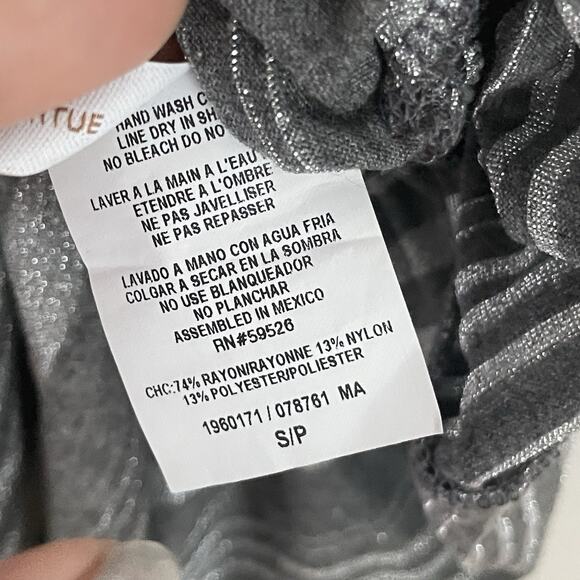 TUE
HAND WASH C
LINE DRY IN SH
NO BLEACH DO NO
LAVER A LA MAIN A L'EAU
ETENDRE A L'OMBRE
NE PAS JAVELLISER
NE PAS REPASSER
LAVADO A MANO CON AGUA FRIA
COLGAR A SECAR EN LA SOMBRA
NO USE BLANQUEADOR
NO PLANCHAR
ASSEMBLED IN MEXICO
RN#59526
CHC:74% RAYON/RAYONNE 13% NYLON
13% POLYESTER/POLIESTER
1960171 / 078761 MA
S/P